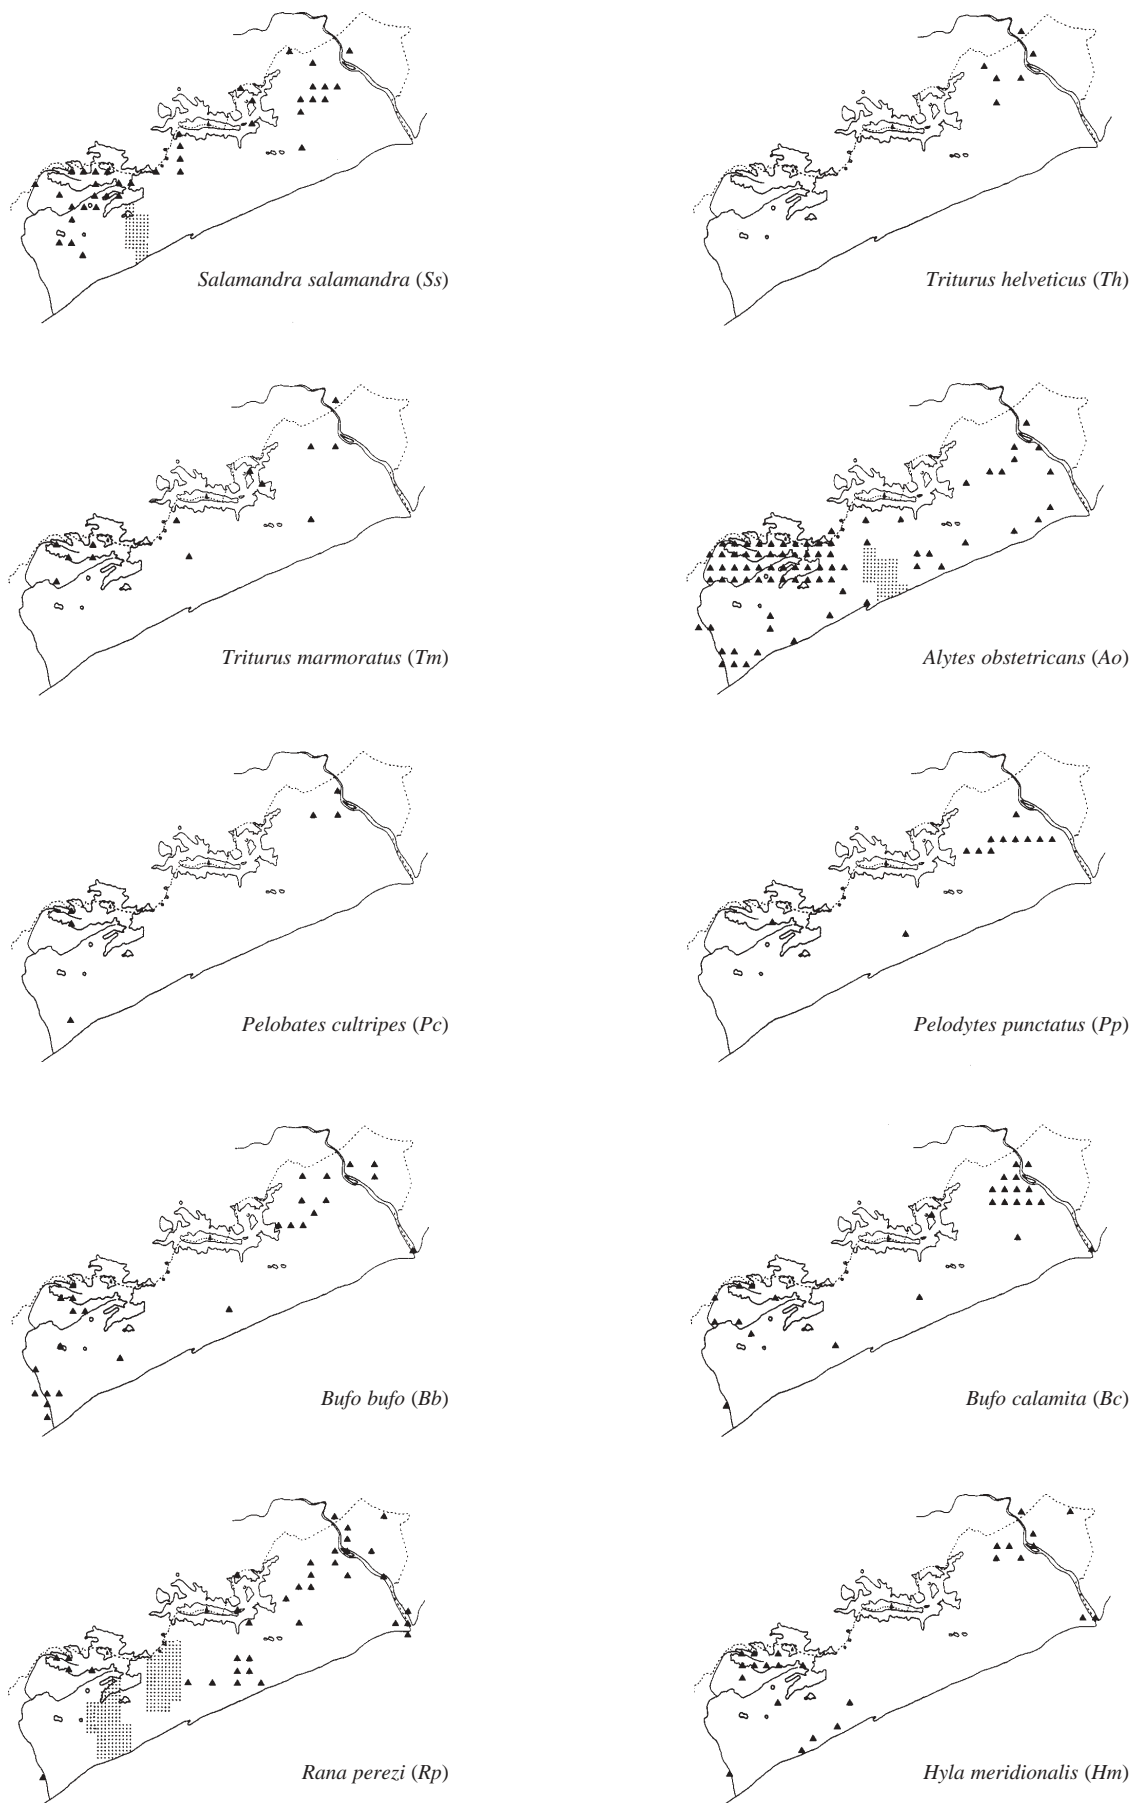 Salamandra salamandra (Ss)
Triturus helveticus (Th)
Triturus marmoratus (Tm)
Alytes obstetricans (Ao)
Pelobates cultripes (Pc)
Pelodytes punctatus (Pp)
Bufo bufo (Bb)
Bufo calamita (Bc)
Rana perezi (Rp)
Hyla meridionalis (Hm)